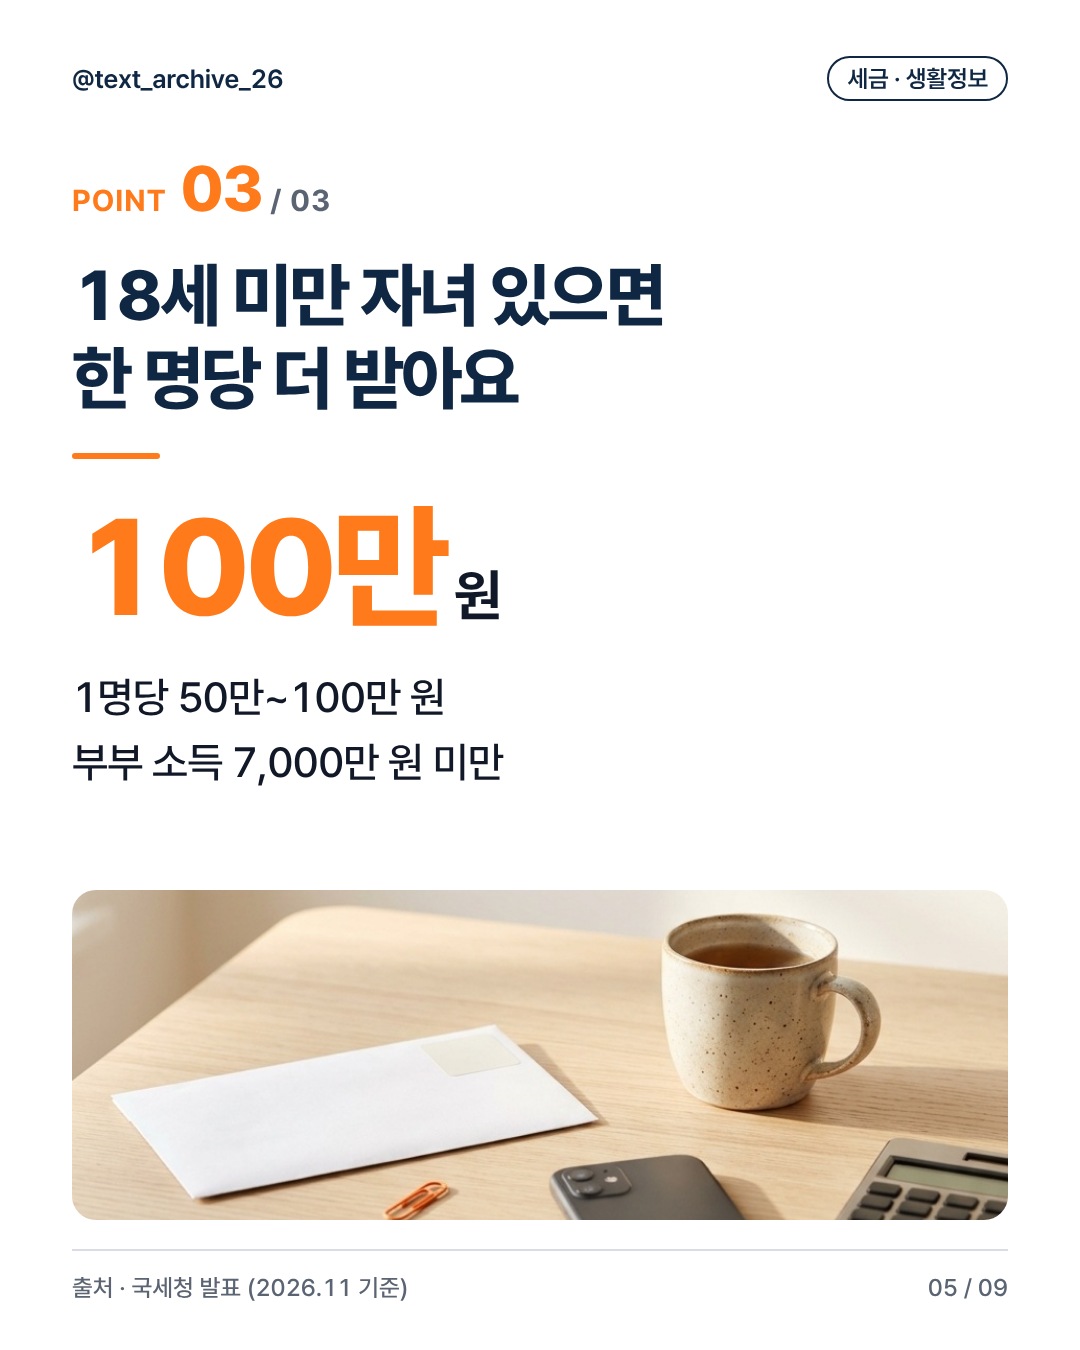 @text_archive_26
세금 · 생활정보
POINT 03 / 03
18세 미만 자녀 있으면
한 명당 더 받아요
100만 원
1명당 50만~100만 원
부부 소득 7,000만 원 미만
출처 · 국세청 발표 (2026.11 기준)
05 / 09